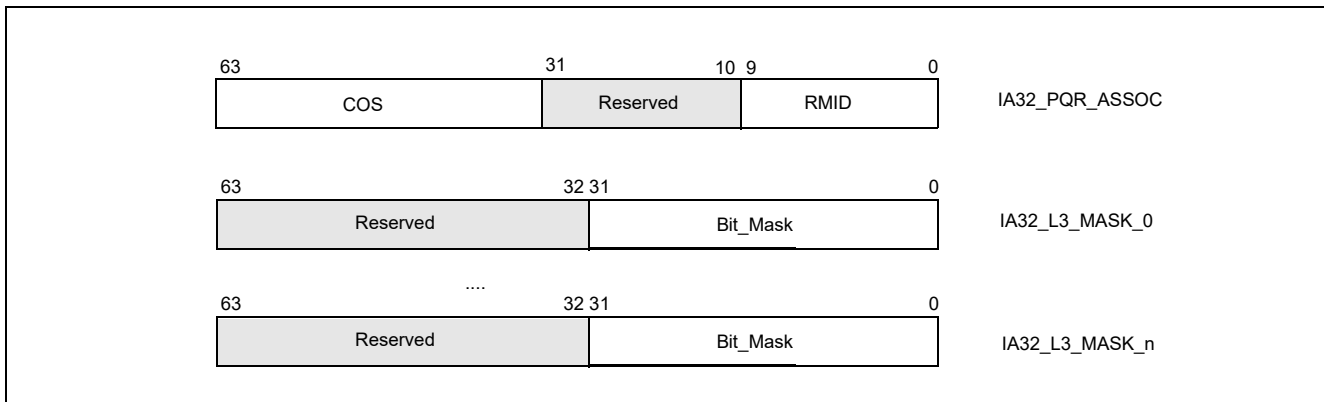 63 31 10 9 0
COS Reserved RMID IA32_PQR_ASSOC
63 32 31 0
Reserved Bit_Mask IA32_L3_MASK_0
....
63 32 31 0
Reserved Bit_Mask IA32_L3_MASK_n